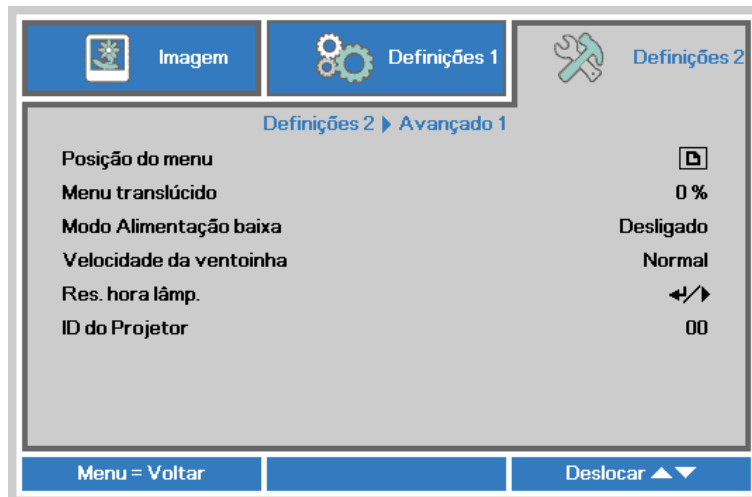 Imagem
Definições 1
Definições 2
Definições 2 ▶ Avançado 1
Posição do menu
Menu translúcido 0 %
Modo Alimentação baixa Desligado
Velocidade da ventoinha Normal
Res. hora lâmp. ↵/▶
ID do Projetor 00
Menu = Voltar
Deslocar ▲▼